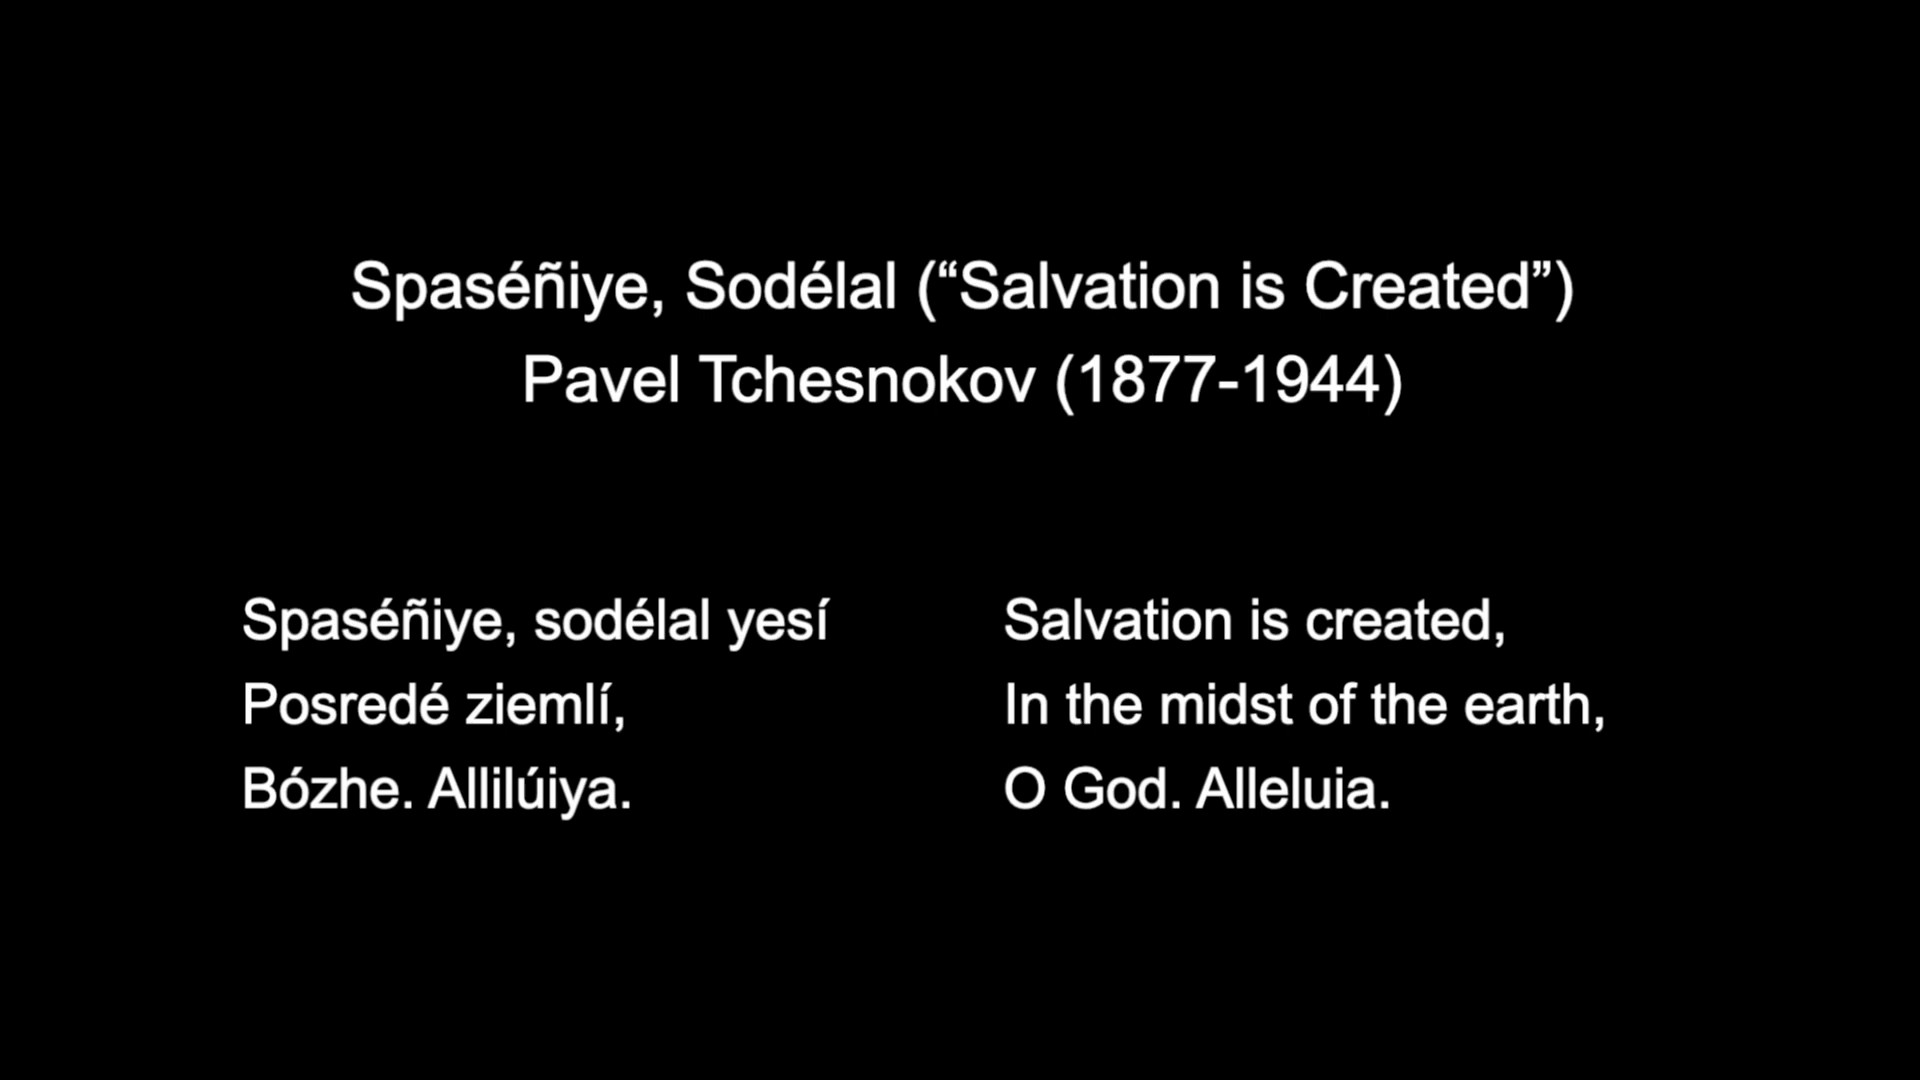 Spaséñiye, Sodélal (“Salvation is Created”)
Pavel Tchesnokov (1877-1944)
Spaséñiye, sodélal yesí
Posredé ziemlí,
Bózhe. Allilúiya.
Salvation is created,
In the midst of the earth,
O God. Alleluia.